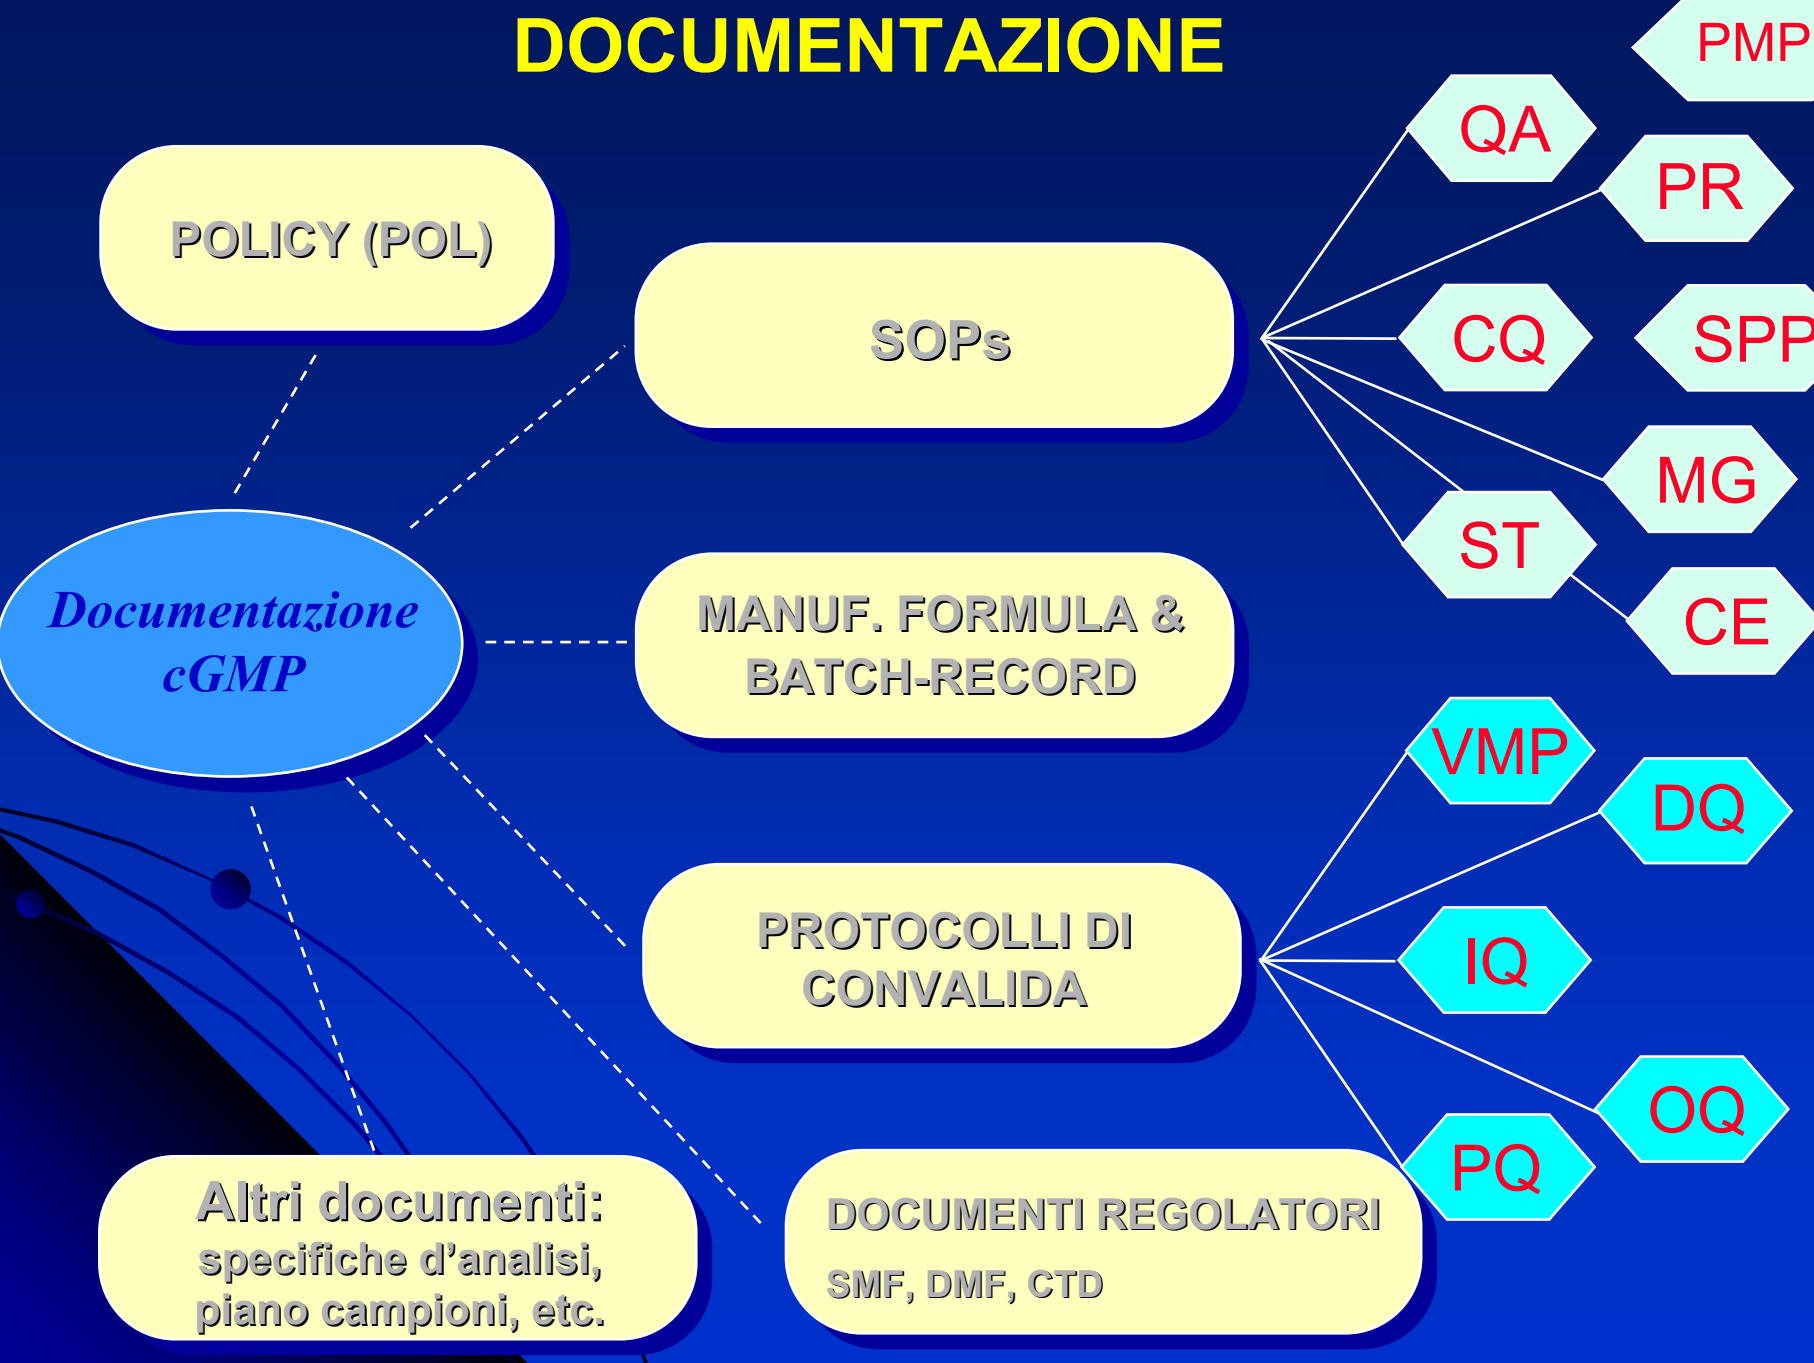 DOCUMENTAZIONE
PMP
QA
PR
POLICY (POL)
SOPs
CQ
SPP
MG
ST
CE
Documentazione
cGMP
MANUF. FORMULA &
BATCH-RECORD
VMP
DQ
PROTOCOLLI DI
CONVALIDA
IQ
OQ
PQ
Altri documenti:
specifiche d’analisi,
piano campioni, etc.
DOCUMENTI REGOLATORI
SMF, DMF, CTD